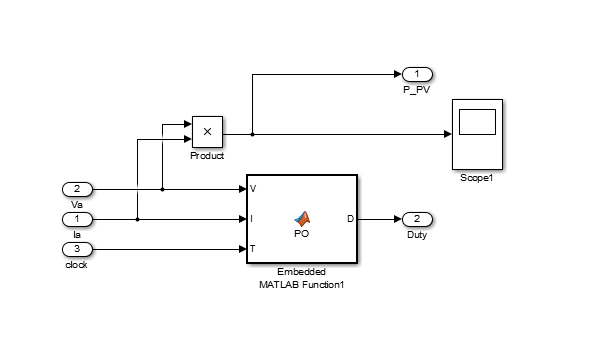 1
P_PV
×
Product
Scope1
2
Va
V
1
Ia
I
PO
D
2
Duty
3
clock
T
Embedded
MATLAB Function1